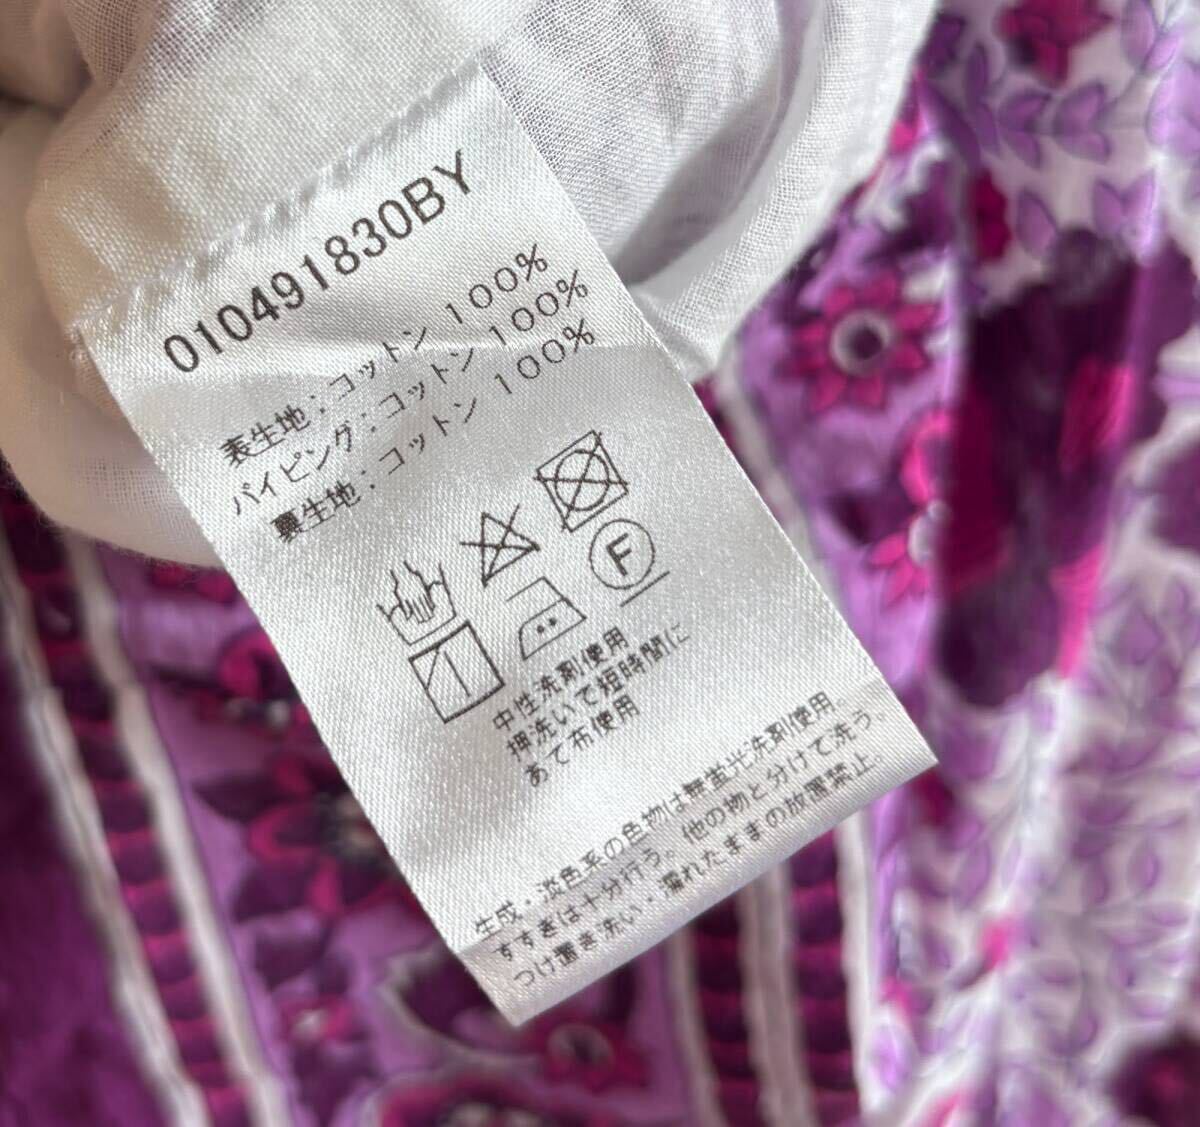 010491830BY
表生地：コットン 100%
パイピング：コットン 100%
裏生地：コットン 100%
F
中性洗剤使用
押洗いで短時間に
あて布使用
生成・淡色系の色物は無蛍光洗剤使用。
すすぎは十分行う。他の物と分けて洗う。
つけ置き洗い・濡れたままの放置禁止。